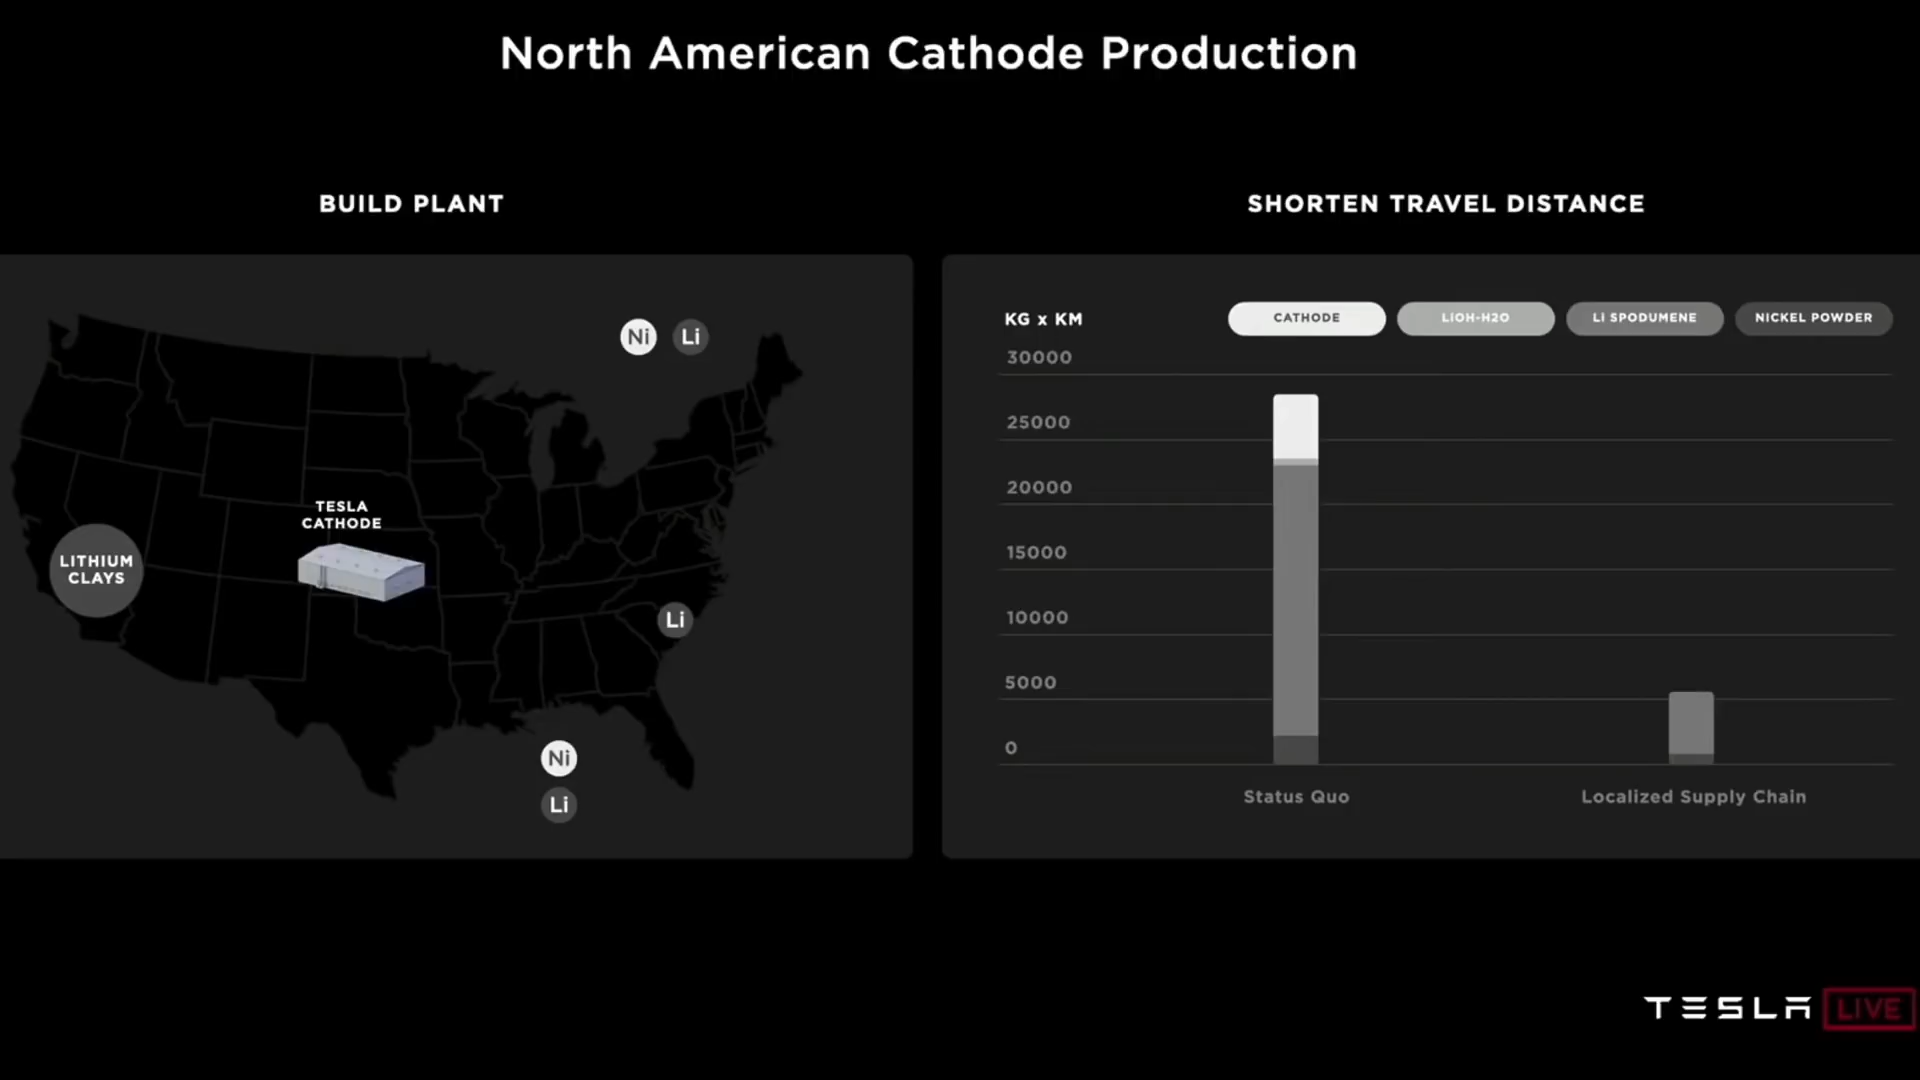 North American Cathode Production
BUILD PLANT
Ni
Li
TESLA
CATHODE
LITHIUM
CLAYS
Li
Ni
Li
SHORTEN TRAVEL DISTANCE
KG x KM
CATHODE
LiOH-H2O
Li SPODUMENE
NICKEL POWDER
30000
25000
20000
15000
10000
5000
0
Status Quo
Localized Supply Chain
TESLA LIVE